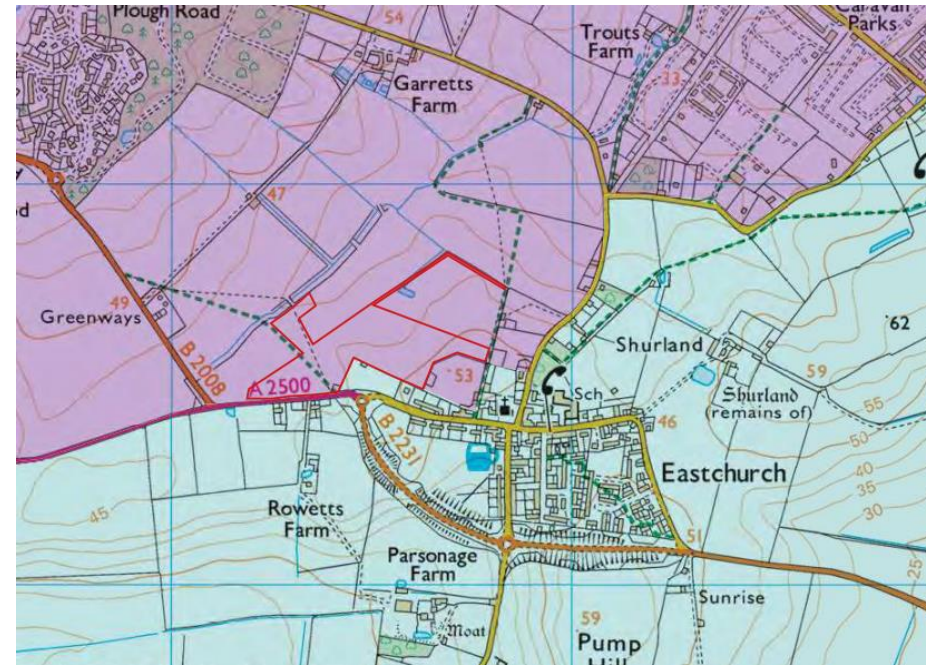 Plough Road
54
Trouts
Farm
Caravan
Parks
33
Garretts
Farm
47
49
Greenways
B 2008
A 2500
53
Shurland
62
59
Shurland
(remains of)
Sch
46
55
50
B 2231
Eastchurch
40
35
30
45
Rowetts
Farm
51
Parsonage
Farm
25
Sunrise
Moat
59
Pump
Hill